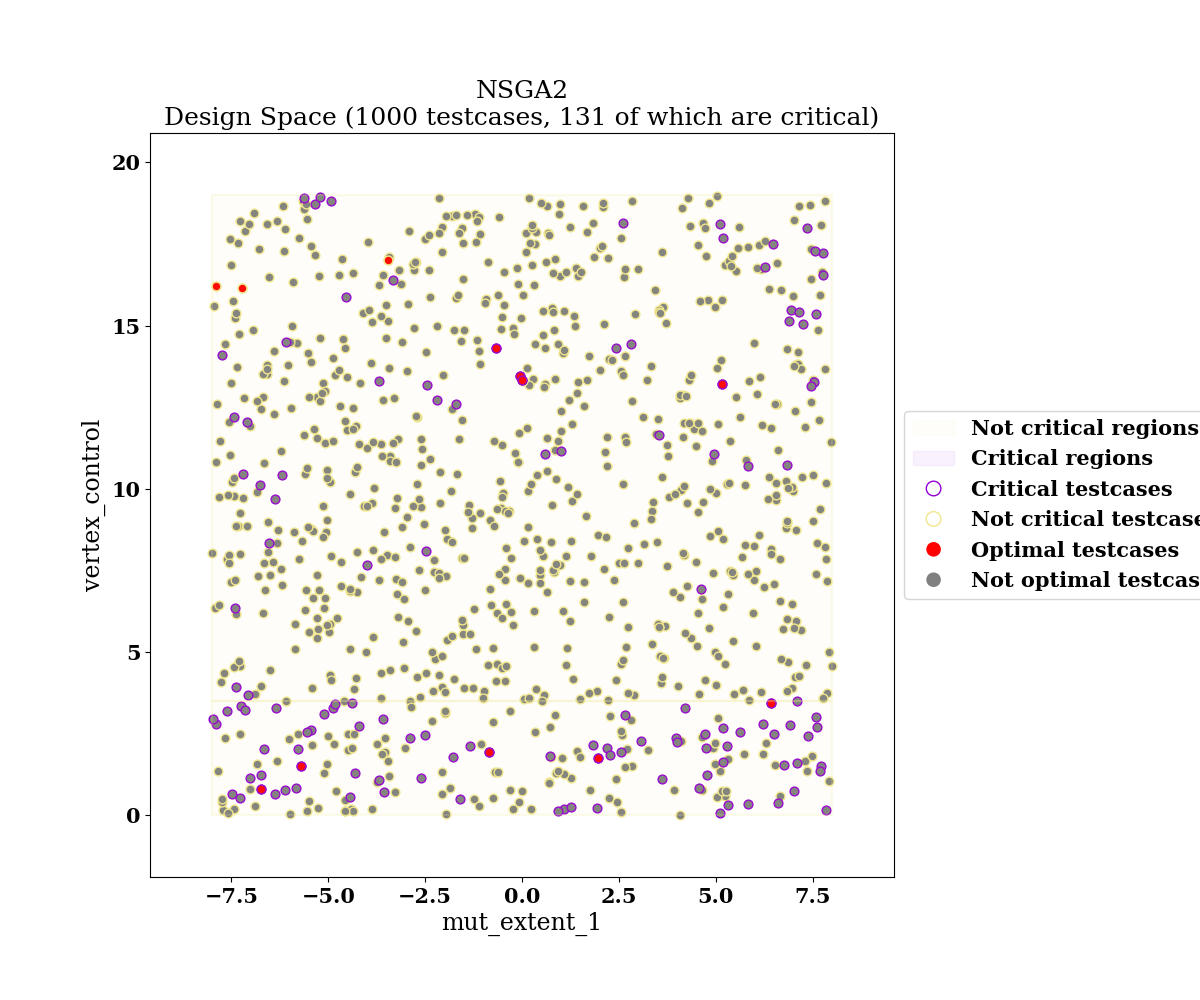 NSGA2
Design Space (1000 testcases, 131 of which are critical)
20
15
10
5
0
vertex_control
−7.5 −5.0 −2.5 0.0 2.5 5.0 7.5
mut_extent_1
Not critical regions
Critical regions
Critical testcases
Not critical testcase
Optimal testcases
Not optimal testcas